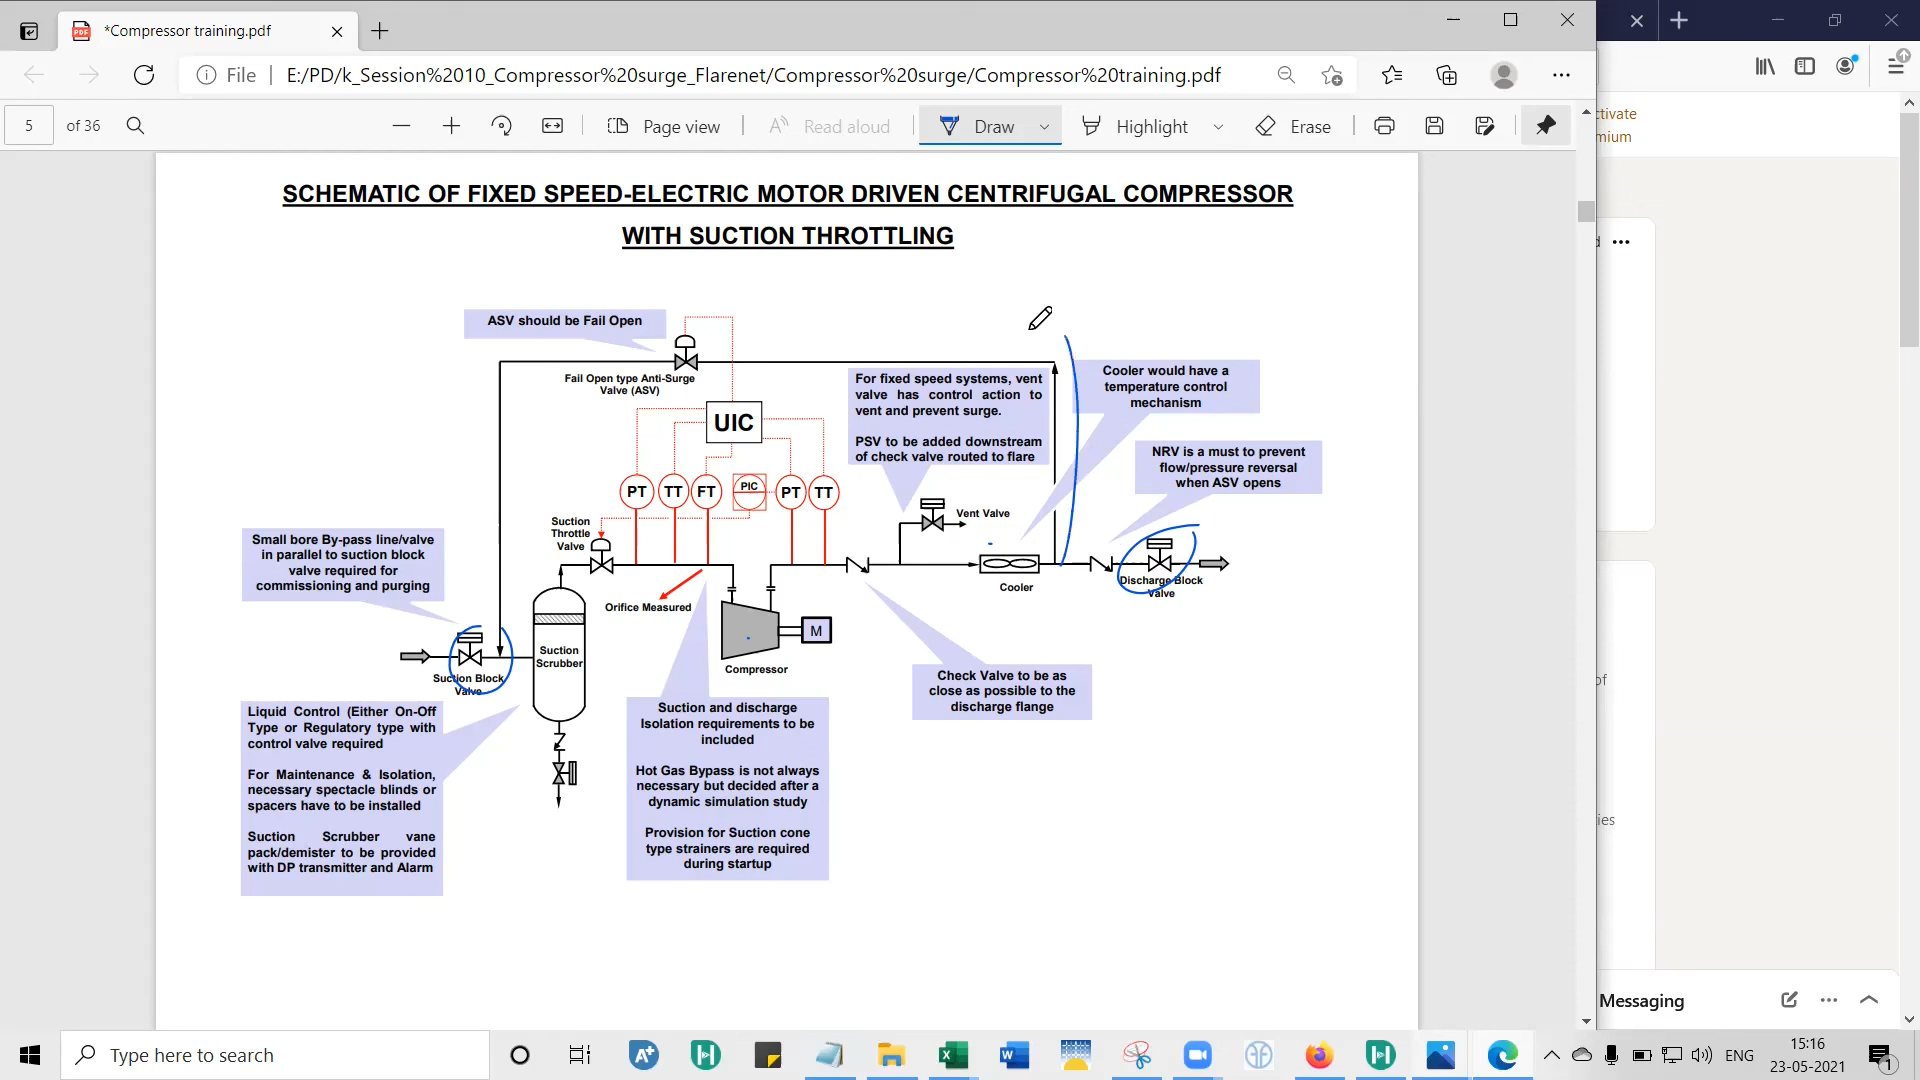 *Compressor training.pdf
File
E:/PD/k_Session%2010_Compressor%20surge_Flarenet/Compressor%20surge/Compressor%20training.pdf
5 of 36
Page view
Read aloud
Draw
Highlight
Erase
SCHEMATIC OF FIXED SPEED-ELECTRIC MOTOR DRIVEN CENTRIFUGAL COMPRESSOR
WITH SUCTION THROTTLING
ASV should be Fail Open
Fail Open type Anti-Surge
Valve (ASV)
UIC
For fixed speed systems, vent
valve has control action to
vent and prevent surge.
PSV to be added downstream
of check valve routed to flare
Cooler would have a
temperature control
mechanism
NRV is a must to prevent
flow/pressure reversal
when ASV opens
PT
TT
FT
PIC
PT
TT
Suction
Throttle
Valve
Vent Valve
Small bore By-pass line/valve
in parallel to suction block
valve required for
commissioning and purging
Orifice Measured
Cooler
Discharge Block
Valve
M
Suction
Scrubber
Compressor
Suction Block
Valve
Liquid Control (Either On-Off
Type or Regulatory type with
control valve required
For Maintenance & Isolation,
necessary spectacle blinds or
spacers have to be installed
Suction Scrubber vane
pack/demister to be provided
with DP transmitter and Alarm
Suction and discharge
Isolation requirements to be
included
Hot Gas Bypass is not always
necessary but decided after a
dynamic simulation study
Provision for Suction cone
type strainers are required
during startup
Check Valve to be as
close as possible to the
discharge flange
ctivate
mium
of
ies
Messaging
Type here to search
ENG
15:16
23-05-2021
1